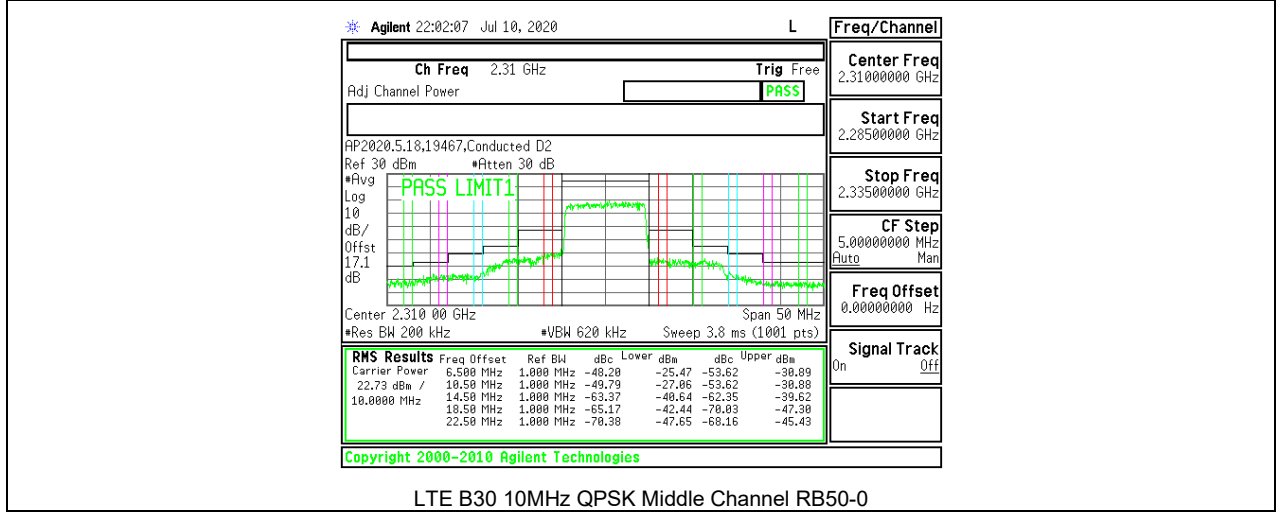 Agilent 22:02:07 Jul 10, 2020 L Freq/Channel
Ch Freq 2.31 GHz Trig Free
Adj Channel Power PASS
Center Freq
2.31000000 GHz
Start Freq
2.28500000 GHz
AP2020.5.18,19467,Conducted D2
Ref 30 dBm #Atten 30 dB
#Avg
Log
10
dB/
Offst
17.1
dB
PASS LIMIT1
Stop Freq
2.33500000 GHz
CF Step
5.00000000 MHz
Auto Man
Freq Offset
0.00000000 Hz
Center 2.310 00 GHz Span 50 MHz
#Res BW 200 kHz #VBW 620 kHz Sweep 3.8 ms (1001 pts)
Signal Track
On Off
RMS Results Freq Offset Ref BW dBc Lower dBm dBc Upper dBm
Carrier Power 6.500 MHz 1.000 MHz -48.20 -25.47 -53.62 -30.89
22.73 dBm / 10.50 MHz 1.000 MHz -49.79 -27.06 -53.62 -30.88
10.0000 MHz 14.50 MHz 1.000 MHz -63.37 -40.64 -62.35 -39.62
18.50 MHz 1.000 MHz -65.17 -42.44 -70.03 -47.30
22.50 MHz 1.000 MHz -70.38 -47.65 -68.16 -45.43
Copyright 2000-2010 Agilent Technologies
LTE B30 10MHz QPSK Middle Channel RB50-0